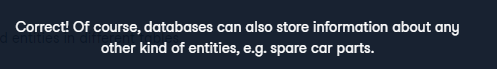 Correct! Of course, databases can also store information about any
other kind of entities, e.g. spare car parts.